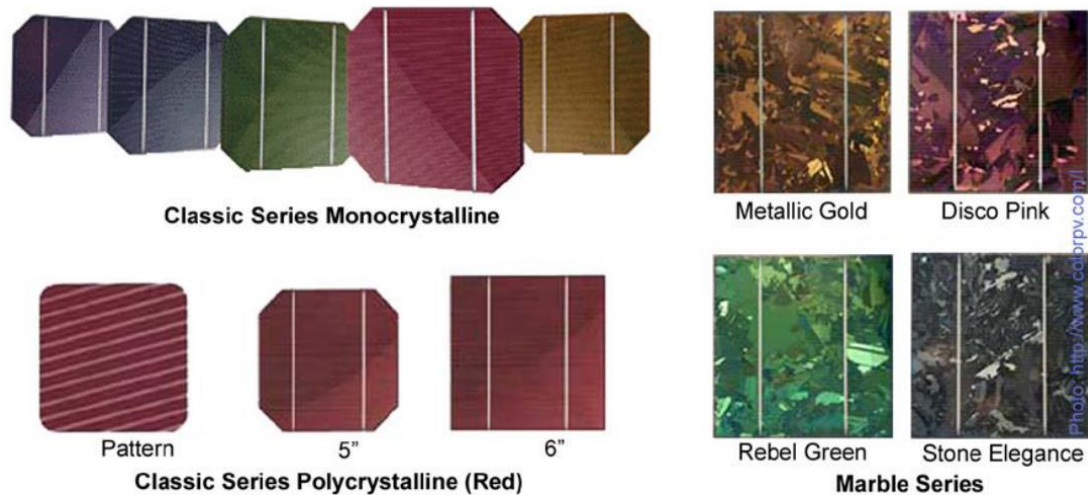 Classic Series Monocrystalline
Pattern
5”
6”
Classic Series Polycrystalline (Red)
Metallic Gold
Disco Pink
Rebel Green
Stone Elegance
Marble Series
Photo: http://www.colorpv.com/l